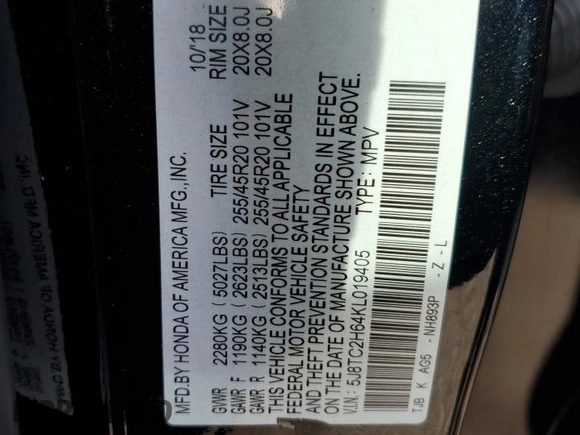 MFD.BY HONDA OF AMERICA MFG.,INC. 10/'18
GVWR 2280KG (5027LBS) TIRE SIZE RIM SIZE
GAWR F 1190KG (2623LBS) 255/45R20 101V 20X8.0J
GAWR R 1140KG (2513LBS) 255/45R20 101V 20X8.0J
THIS VEHICLE CONFORMS TO ALL APPLICABLE
FEDERAL MOTOR VEHICLE SAFETY
AND THEFT PREVENTION STANDARDS IN EFFECT
ON THE DATE OF MANUFACTURE SHOWN ABOVE.
V.I.N.: 5J8TC2H64KL019405 TYPE: MPV
TJB K AG5 - NH893P - Z - L